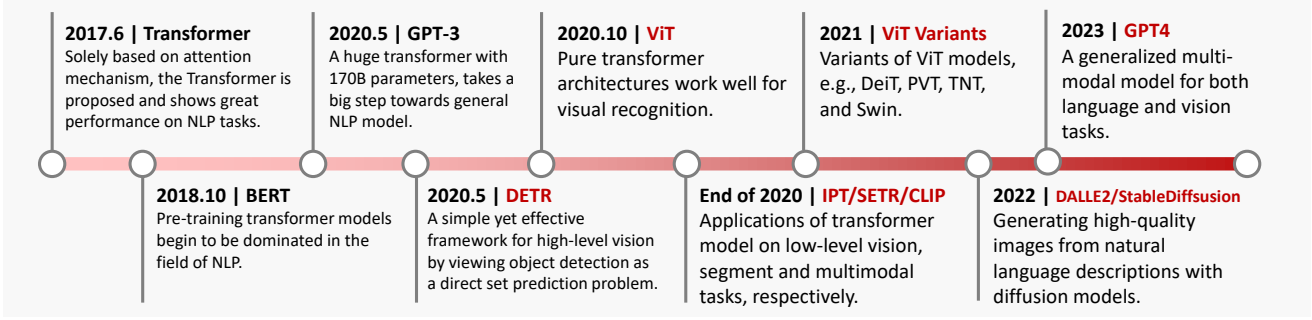 2017.6 | Transformer
Solely based on attention
mechanism, the Transformer is
proposed and shows great
performance on NLP tasks.
2020.5 | GPT-3
A huge transformer with
170B parameters, takes a
big step towards general
NLP model.
2020.10 | ViT
Pure transformer
architectures work well for
visual recognition.
2021 | ViT Variants
Variants of ViT models,
e.g., DeiT, PVT, TNT,
and Swin.
2023 | GPT4
A generalized multi-
modal model for both
language and vision
tasks.
2018.10 | BERT
Pre-training transformer models
begin to be dominated in the
field of NLP.
2020.5 | DETR
A simple yet effective
framework for high-level vision
by viewing object detection as
a direct set prediction problem.
End of 2020 | IPT/SETR/CLIP
Applications of transformer
model on low-level vision,
segment and multimodal
tasks, respectively.
2022 | DALLE2/StableDiffsusion
Generating high-quality
images from natural
language descriptions with
diffusion models.